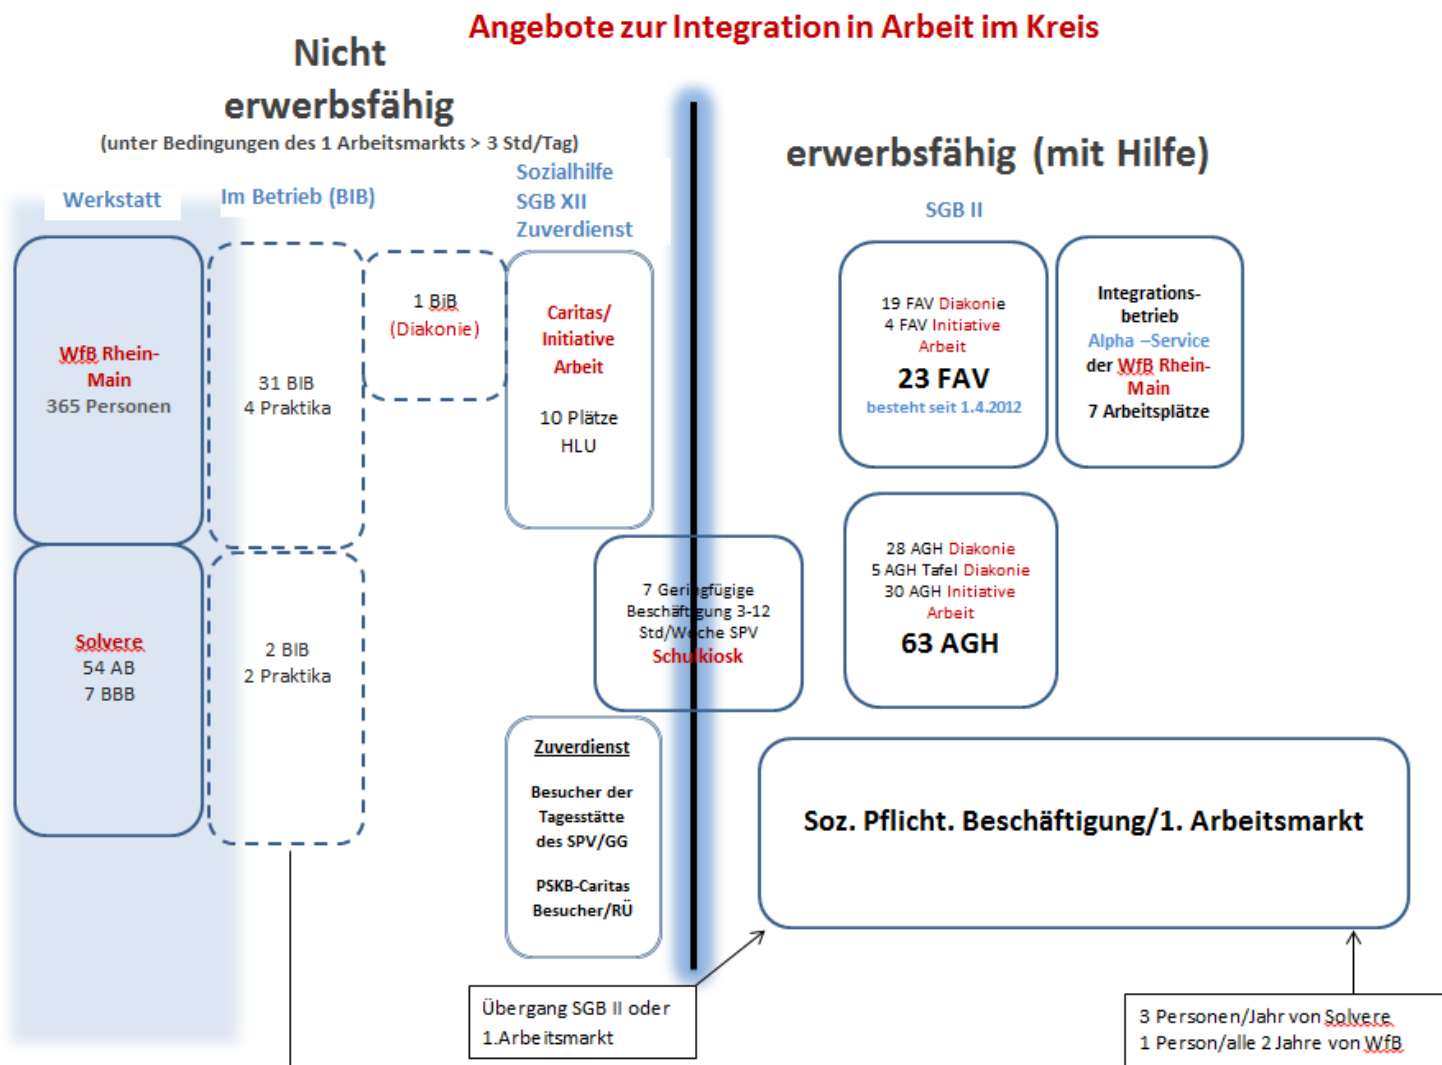 Angebote zur Integration in Arbeit im Kreis
Nicht
erwerbsfähig
(unter Bedingungen des 1 Arbeitsmarkts > 3 Std/Tag)
erwerbsfähig (mit Hilfe)
Werkstatt
Im Betrieb (BIB)
Sozialhilfe
SGB XII
Zuverdienst
SGB II
WfB Rhein-
Main
365 Personen
31 BIB
4 Praktika
1 BiB
(Diakonie)
Caritas/
Initiative
Arbeit
10 Plätze
HLU
19 FAV Diakonie
4 FAV Initiative
Arbeit
23 FAV
besteht seit 1.4.2012
Integrations-
betrieb
Alpha –Service
der WfB Rhein-
Main
7 Arbeitsplätze
Solvere
54 AB
7 BBB
2 BIB
2 Praktika
7 Geringfügige
Beschäftigung 3-12
Std/Woche SPV
Schulkiosk
28 AGH Diakonie
5 AGH Tafel Diakonie
30 AGH Initiative
Arbeit
63 AGH
Zuverdienst
Besucher der
Tagesstätte
des SPV/GG
PSKB-Caritas
Besucher/RÜ
Soz. Pflicht. Beschäftigung/1. Arbeitsmarkt
Übergang SGB II oder
1.Arbeitsmarkt
3 Personen/Jahr von Solvere
1 Person/alle 2 Jahre von WfB